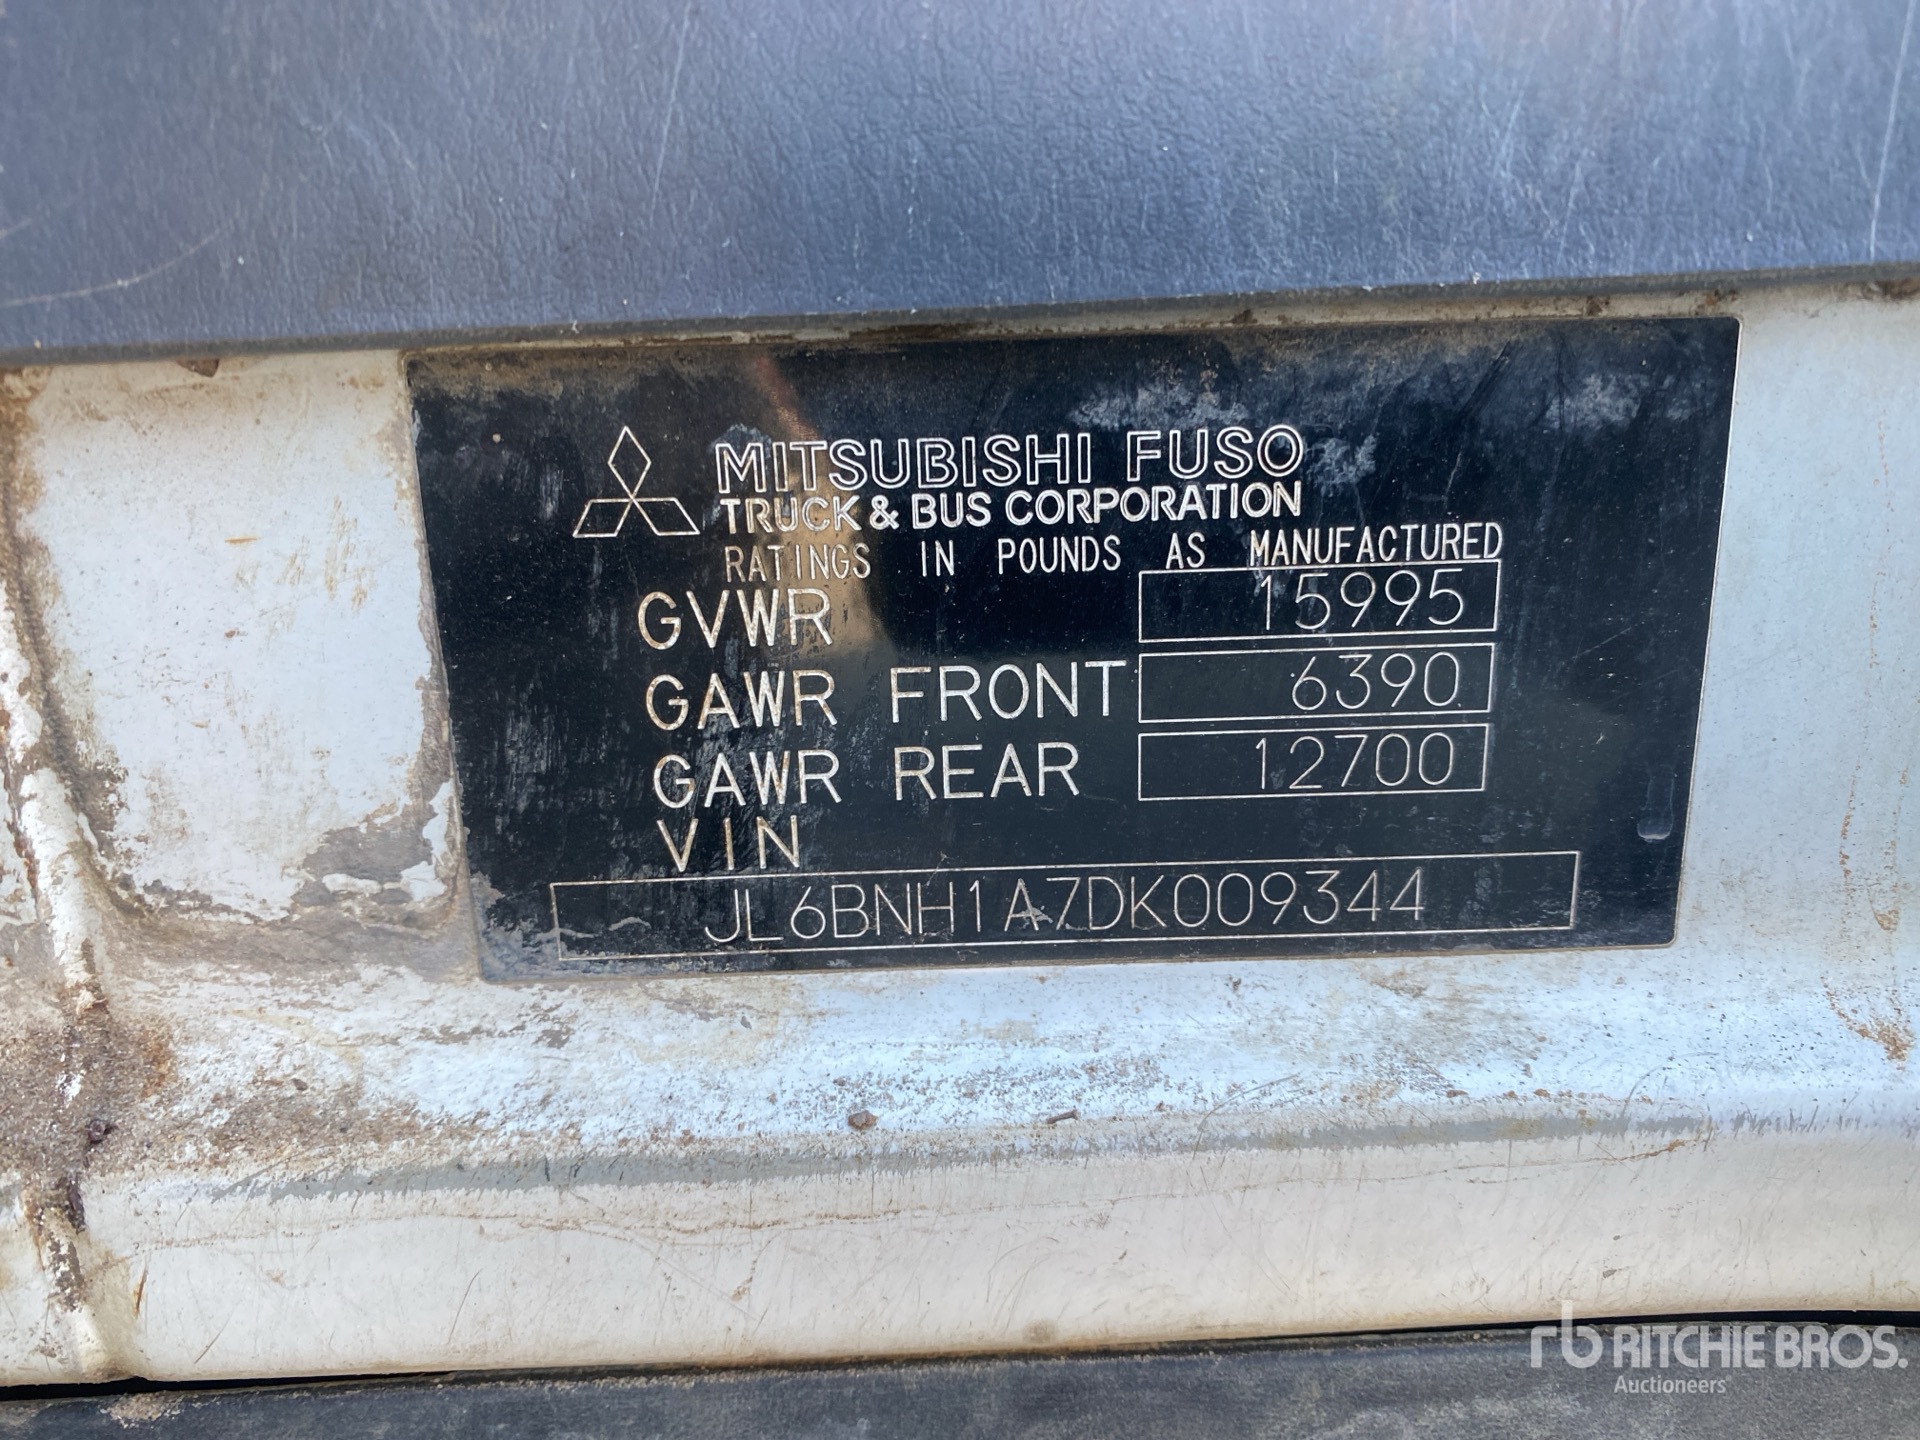 MITSUBISHI FUSO
TRUCK & BUS CORPORATION
RATINGS IN POUNDS AS MANUFACTURED
GVWR 15995
GAWR FRONT 6390
GAWR REAR 12700
VIN
JL6BNH1A7DK009344
rb RITCHIE BROS.
Auctioneers